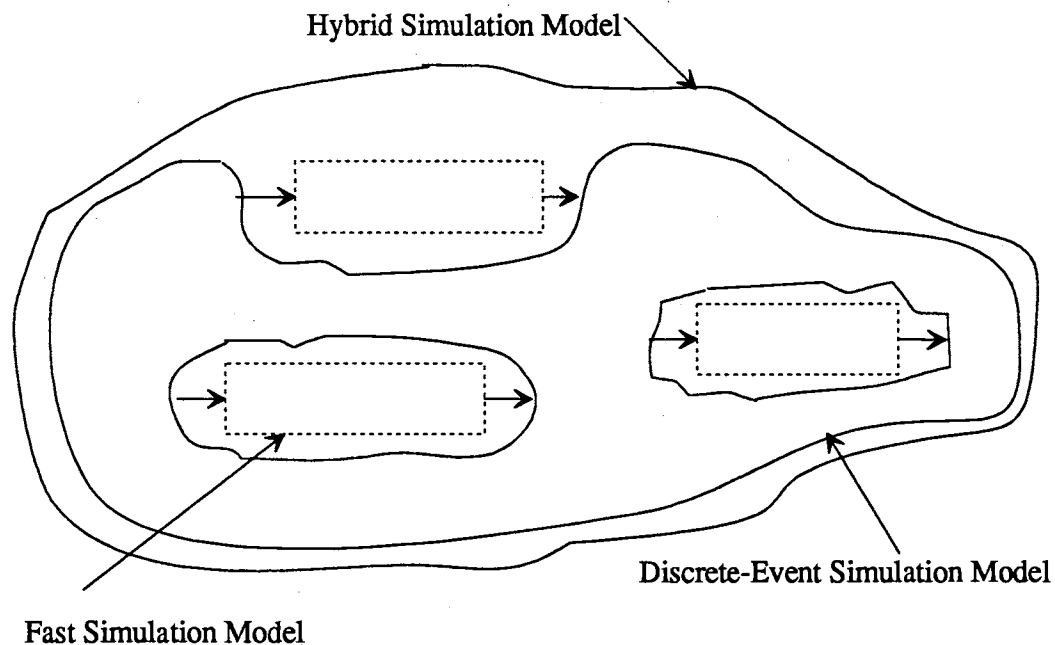 Hybrid Simulation Model
Discrete-Event Simulation Model
Fast Simulation Model